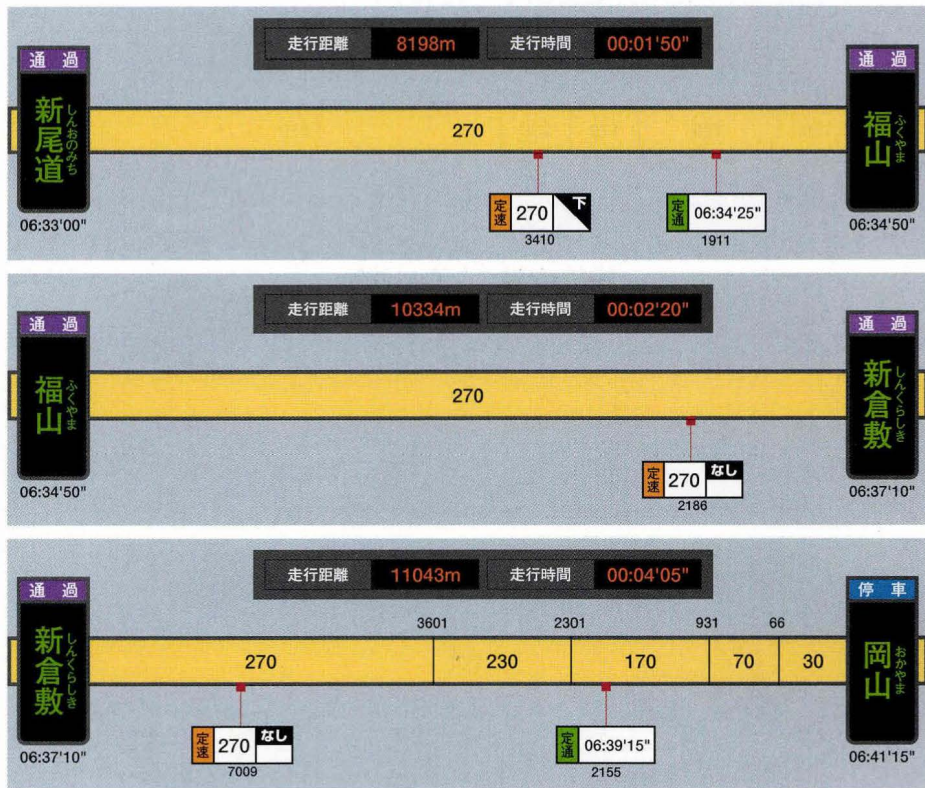 走行距離 8198m 走行時間 00:01'50"
通過
新尾道
しんおのみち
06:33'00"
270
定速 270 下
3410
定通 06:34'25"
1911
通過
福山
ふくやま
06:34'50"
走行距離 10334m 走行時間 00:02'20"
通過
福山
ふくやま
06:34'50"
270
定速 270 なし
2186
通過
新倉敷
しんくらしき
06:37'10"
走行距離 11043m 走行時間 00:04'05"
通過
新倉敷
しんくらしき
06:37'10"
3601 2301 931 66
270 230 170 70 30
定速 270 なし
7009
定通 06:39'15"
2155
停車
岡山
おかやま
06:41'15"